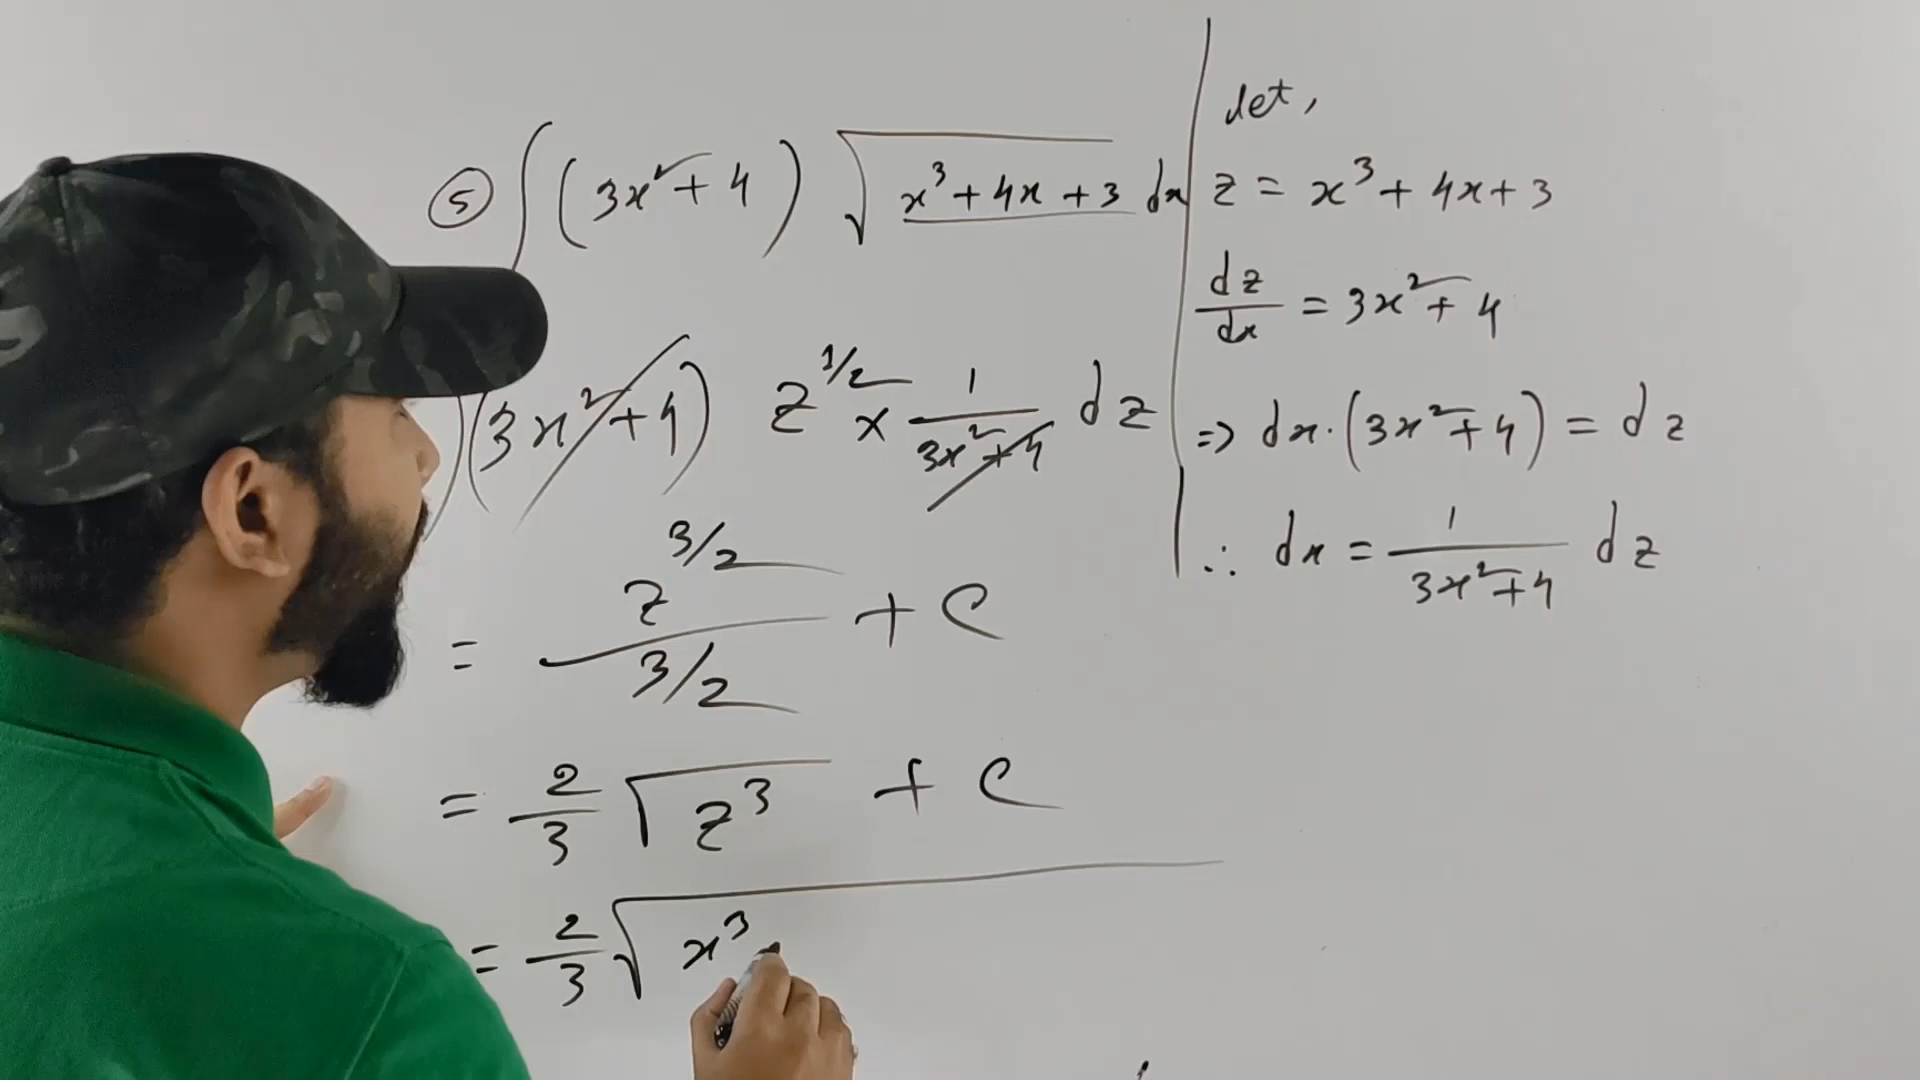 ⑤ ∫ (3x² + 4) √(x³ + 4x + 3) dx
∫ (3x² + 4) z^1/2 × 1/(3x² + 4) dz
= z^3/2 / 3/2 + C
= 2/3 √z³ + C
= 2/3 √x³
let,
z = x³ + 4x + 3
dz/dx = 3x² + 4
⇒ dx · (3x² + 4) = dz
∴ dx = 1/(3x² + 4) dz